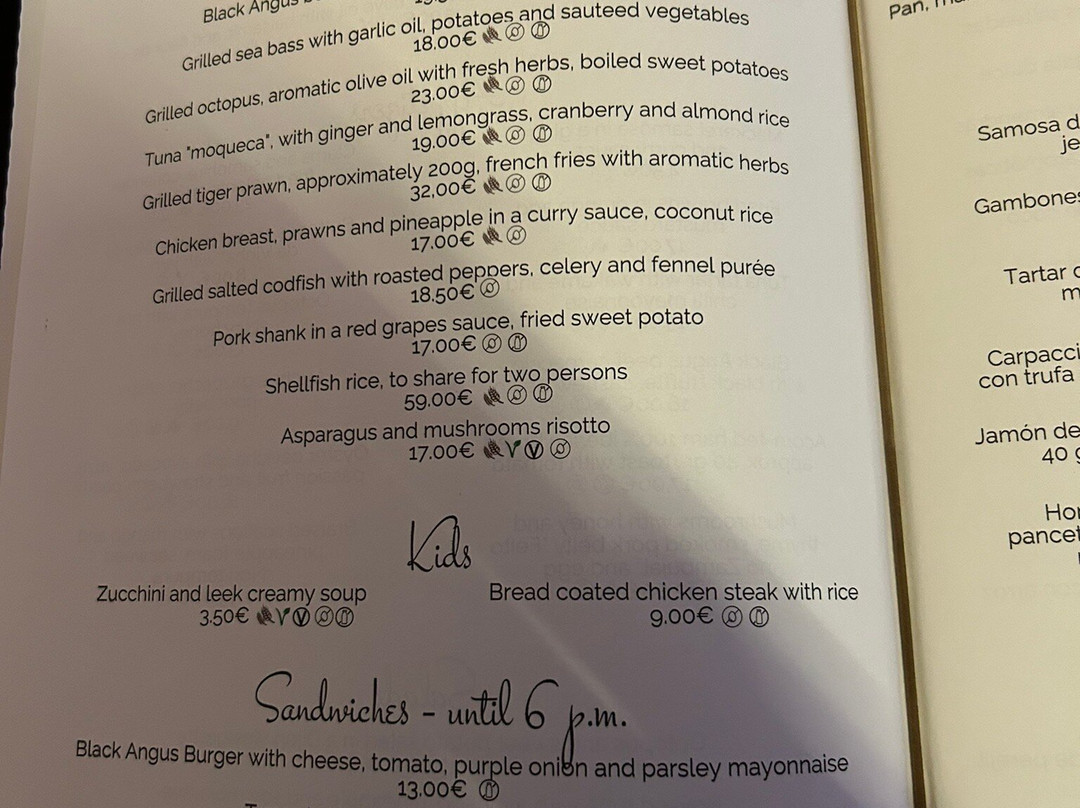 Black Angus
Grilled sea bass with garlic oil, potatoes and sauteed vegetables
18.00€
Grilled octopus, aromatic olive oil with fresh herbs, boiled sweet potatoes
23.00€
Tuna "moqueca", with ginger and lemongrass, cranberry and almond rice
19.00€
Grilled tiger prawn, approximately 200g, french fries with aromatic herbs
32.00€
Chicken breast, prawns and pineapple in a curry sauce, coconut rice
17.00€
Grilled salted codfish with roasted peppers, celery and fennel purée
18.50€
Pork shank in a red grapes sauce, fried sweet potato
17.00€
Shellfish rice, to share for two persons
59.00€
Asparagus and mushrooms risotto
17.00€
Kids
Zucchini and leek creamy soup
3.50€
Bread coated chicken steak with rice
9.00€
Sandwiches - until 6 p.m.
Black Angus Burger with cheese, tomato, purple onion and parsley mayonnaise
13.00€
Pan,
Samosa d
je
Gambones
Tartar
m
Carpacci
con trufa
Jamón de
40 g
Hor
pancet